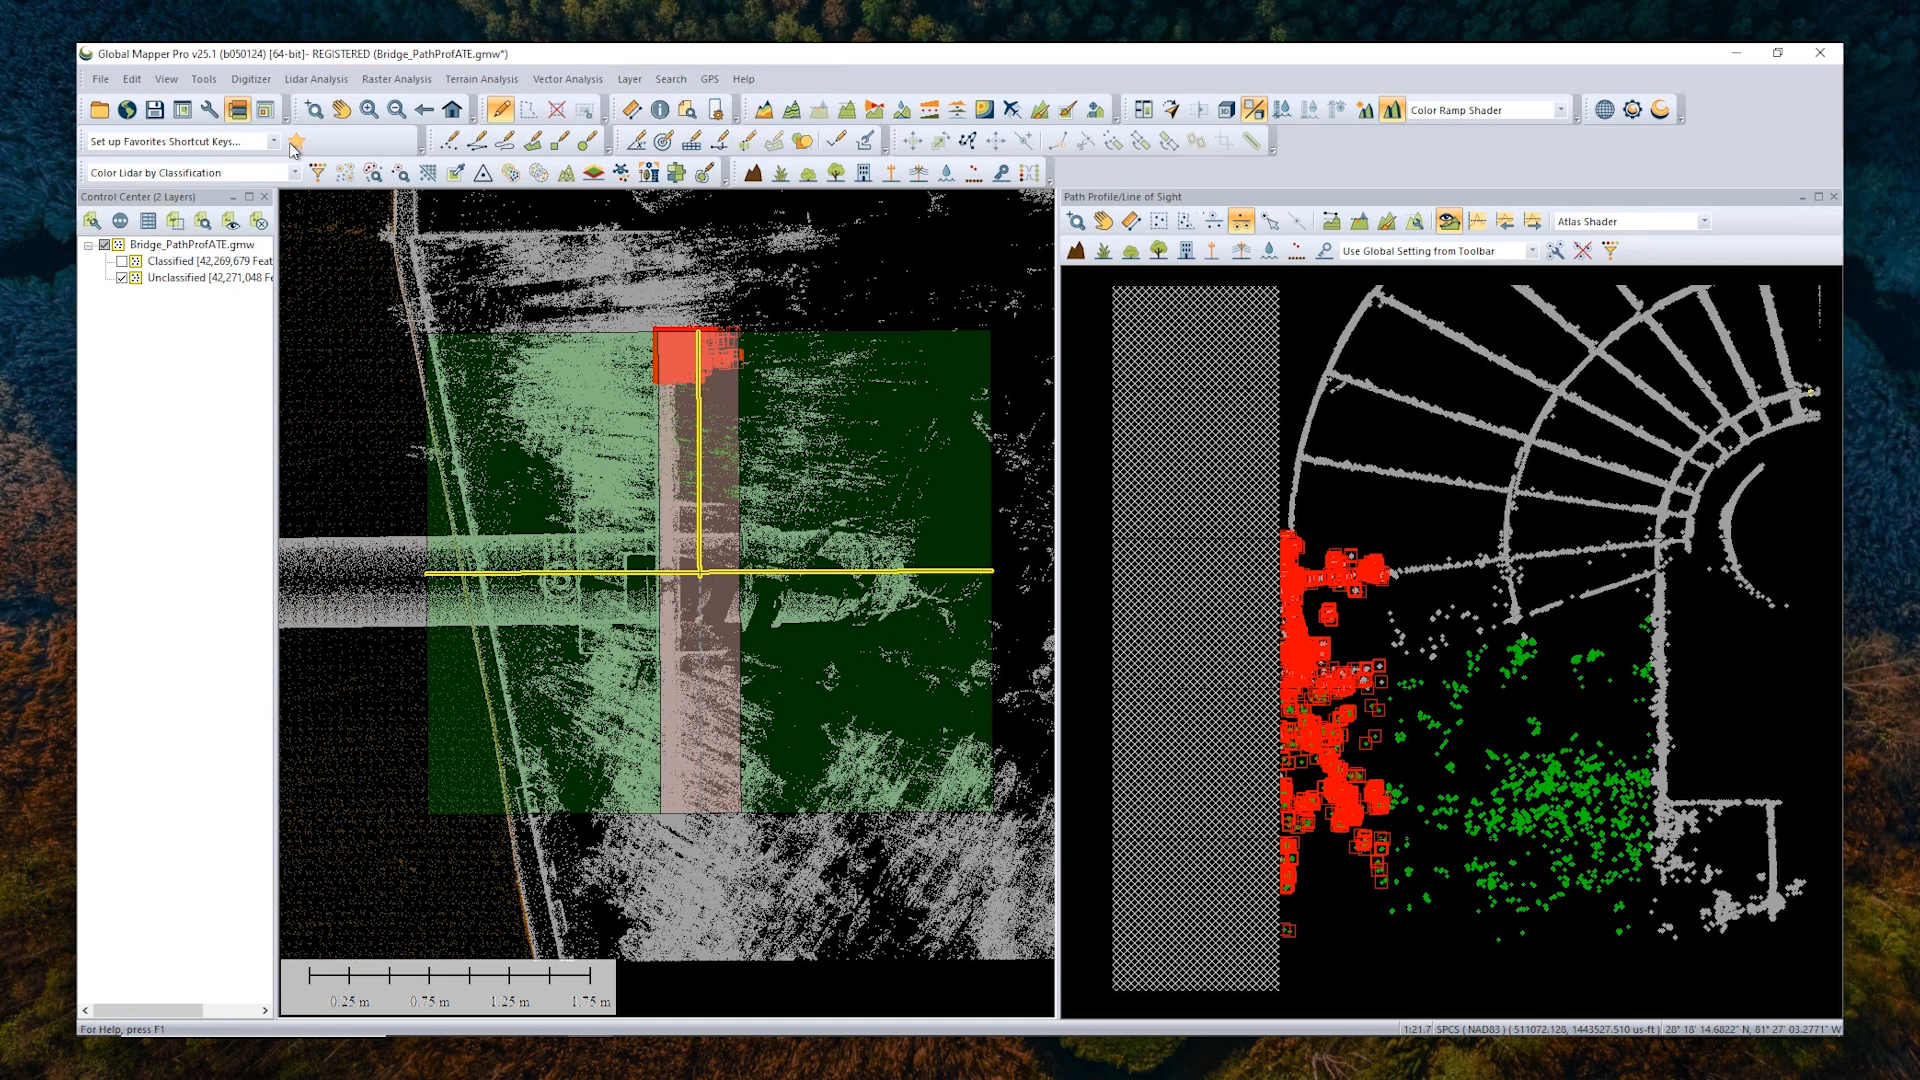 Global Mapper Pro v25.1 (b050124) [64-bit]- REGISTERED (Bridge_PathProfATE.gmw*)
File Edit View Tools Digitizer Lidar Analysis Raster Analysis Terrain Analysis Vector Analysis Layer Search GPS Help
Color Ramp Shader
Set up Favorites Shortcut Keys...
Color Lidar by Classification
Control Center (2 Layers)
Bridge_PathProfATE.gmw
Classified [42,269,679 Feat
Unclassified [42,271,048 Fe
Path Profile/Line of Sight
Atlas Shader
Use Global Setting from Toolbar
0.25 m 0.75 m 1.25 m 1.75 m
For Help, press F1
1:21.7 SPCS ( NAD83 ) ( 511072.128, 1443527.510 us-ft ) 28° 18' 14.6822" N, 81° 27' 03.2771" W